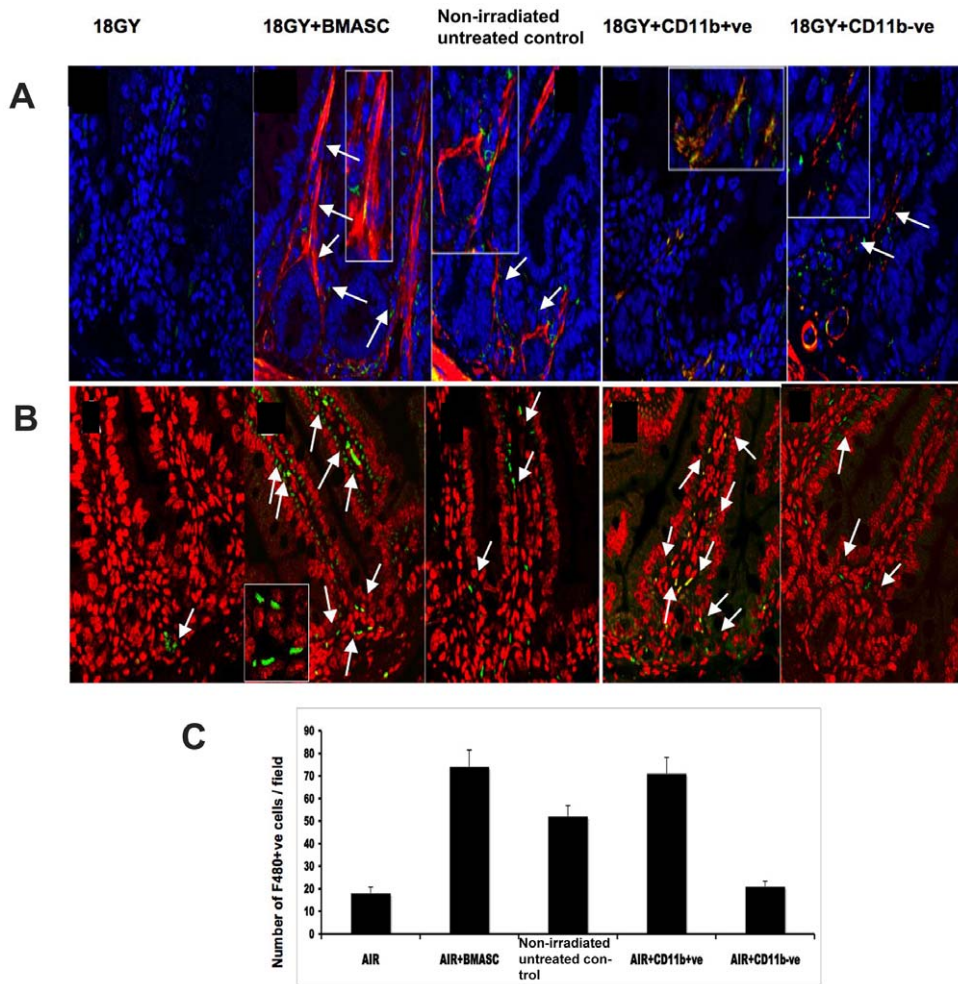 18GY
18GY+BMASC
Non-irradiated
untreated control
18GY+CD11b+ve
18GY+CD11b-ve
A
B
C
Number of F480+ve cells / field
90
80
70
60
50
40
30
20
10
0
AIR
AIR+BMASC
Non-irradiated
untreated con-
trol
AIR+CD11b+ve
AIR+CD11b-ve